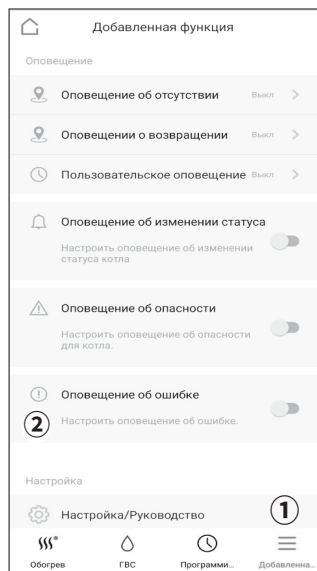 Добавленная функция
Оповещение
Оповещение об отсутствии Выкл
Оповещении о возвращении Выкл
Пользовательское оповещение Выкл
Оповещение об изменении статуса
Настроить оповещение об изменении
статуса котла
Оповещение об опасности
Настроить оповещение об опасности
для котла.
Оповещение об ошибке
② Настроить оповещение об ошибке.
Настройка
Настройка/Руководство ①
Обогрев ГВС Программи... Добавленна...